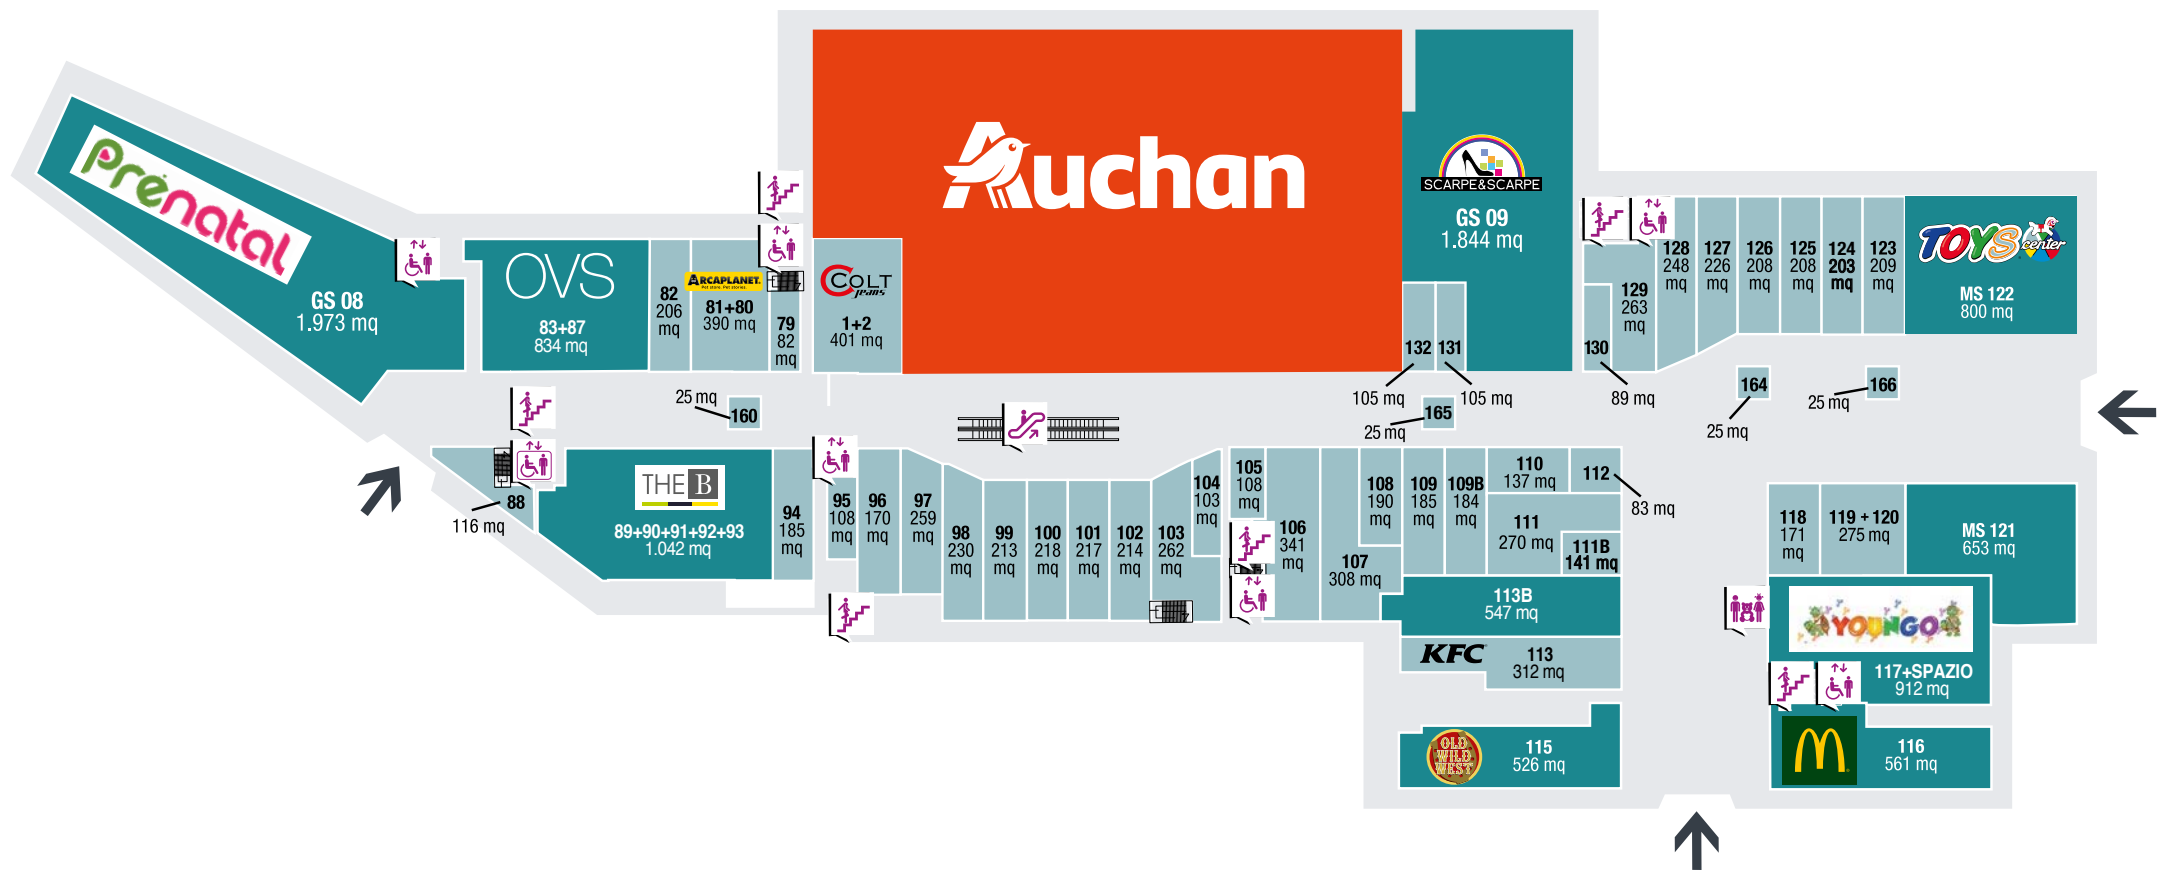 prénatal
GS 08
1.973 mq
OVS
83+87
834 mq
82
206
mq
ARCAPLANET
Pet store. Pet stories.
81+80
390 mq
79
82
mq
COLT
jeans
1+2
401 mq
Auchan
SCARPE&SCARPE
GS 09
1.844 mq
132
131
105 mq
105 mq
130
89 mq
129
263
mq
128
248
mq
127
226
mq
126
208
mq
125
208
mq
124
203
mq
123
209
mq
TOYS center
MS 122
800 mq
25 mq
160
165
25 mq
164
25 mq
166
25 mq
88
116 mq
THE B
89+90+91+92+93
1.042 mq
94
185
mq
95
108
mq
96
170
mq
97
259
mq
98
230
mq
99
213
mq
100
218
mq
101
217
mq
102
214
mq
103
262
mq
104
103
mq
105
108
mq
106
341
mq
107
308 mq
108
190
mq
109
185
mq
109B
184
mq
110
137 mq
112
83 mq
111
270 mq
111B
141 mq
113B
547 mq
KFC
113
312 mq
OLD
WILD
WEST
115
526 mq
118
171
mq
119 + 120
275 mq
MS 121
653 mq
YOUNGO
117+SPAZIO
912 mq
116
561 mq